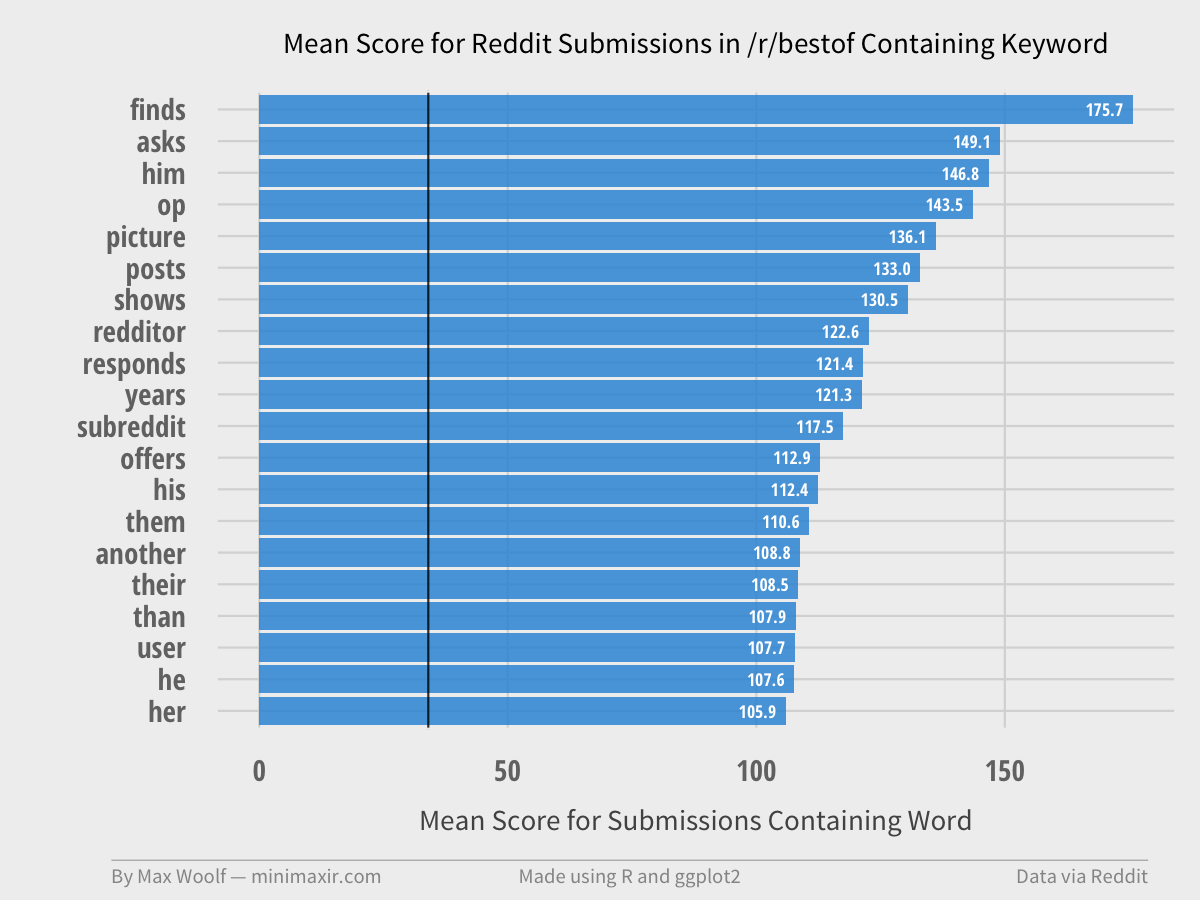 Mean Score for Reddit Submissions in /r/bestof Containing Keyword
finds 175.7
asks 149.1
him 146.8
op 143.5
picture 136.1
posts 133.0
shows 130.5
redditor 122.6
responds 121.4
years 121.3
subreddit 117.5
offers 112.9
his 112.4
them 110.6
another 108.8
their 108.5
than 107.9
user 107.7
he 107.6
her 105.9
0 50 100 150
Mean Score for Submissions Containing Word
By Max Woolf — minimaxir.com Made using R and ggplot2 Data via Reddit